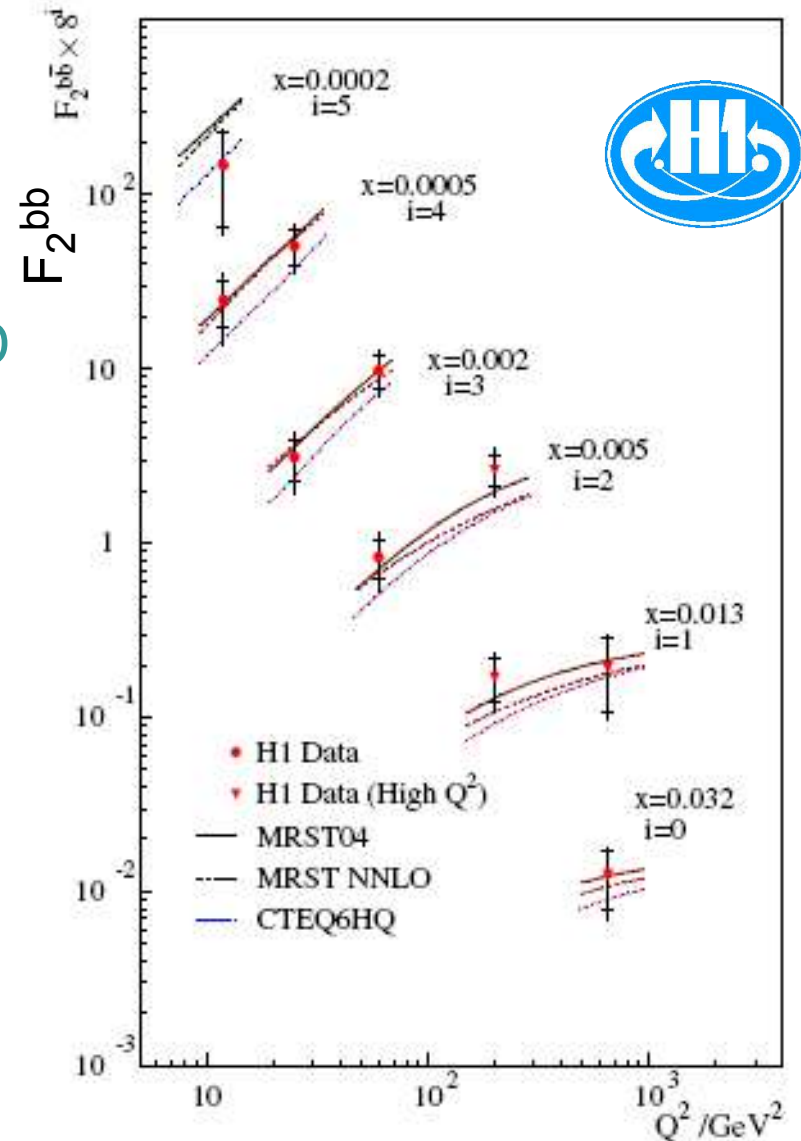 F₂ᵇᵇ̄ × 8ⁱ
F₂ᵇᵇ
H1
x=0.0002
i=5
x=0.0005
i=4
x=0.002
i=3
x=0.005
i=2
x=0.013
i=1
x=0.032
i=0
H1 Data
H1 Data (High Q²)
MRST04
MRST NNLO
CTEQ6HQ
10²
10
1
10⁻¹
10⁻²
10⁻³
10 10² 10³
Q² /GeV²